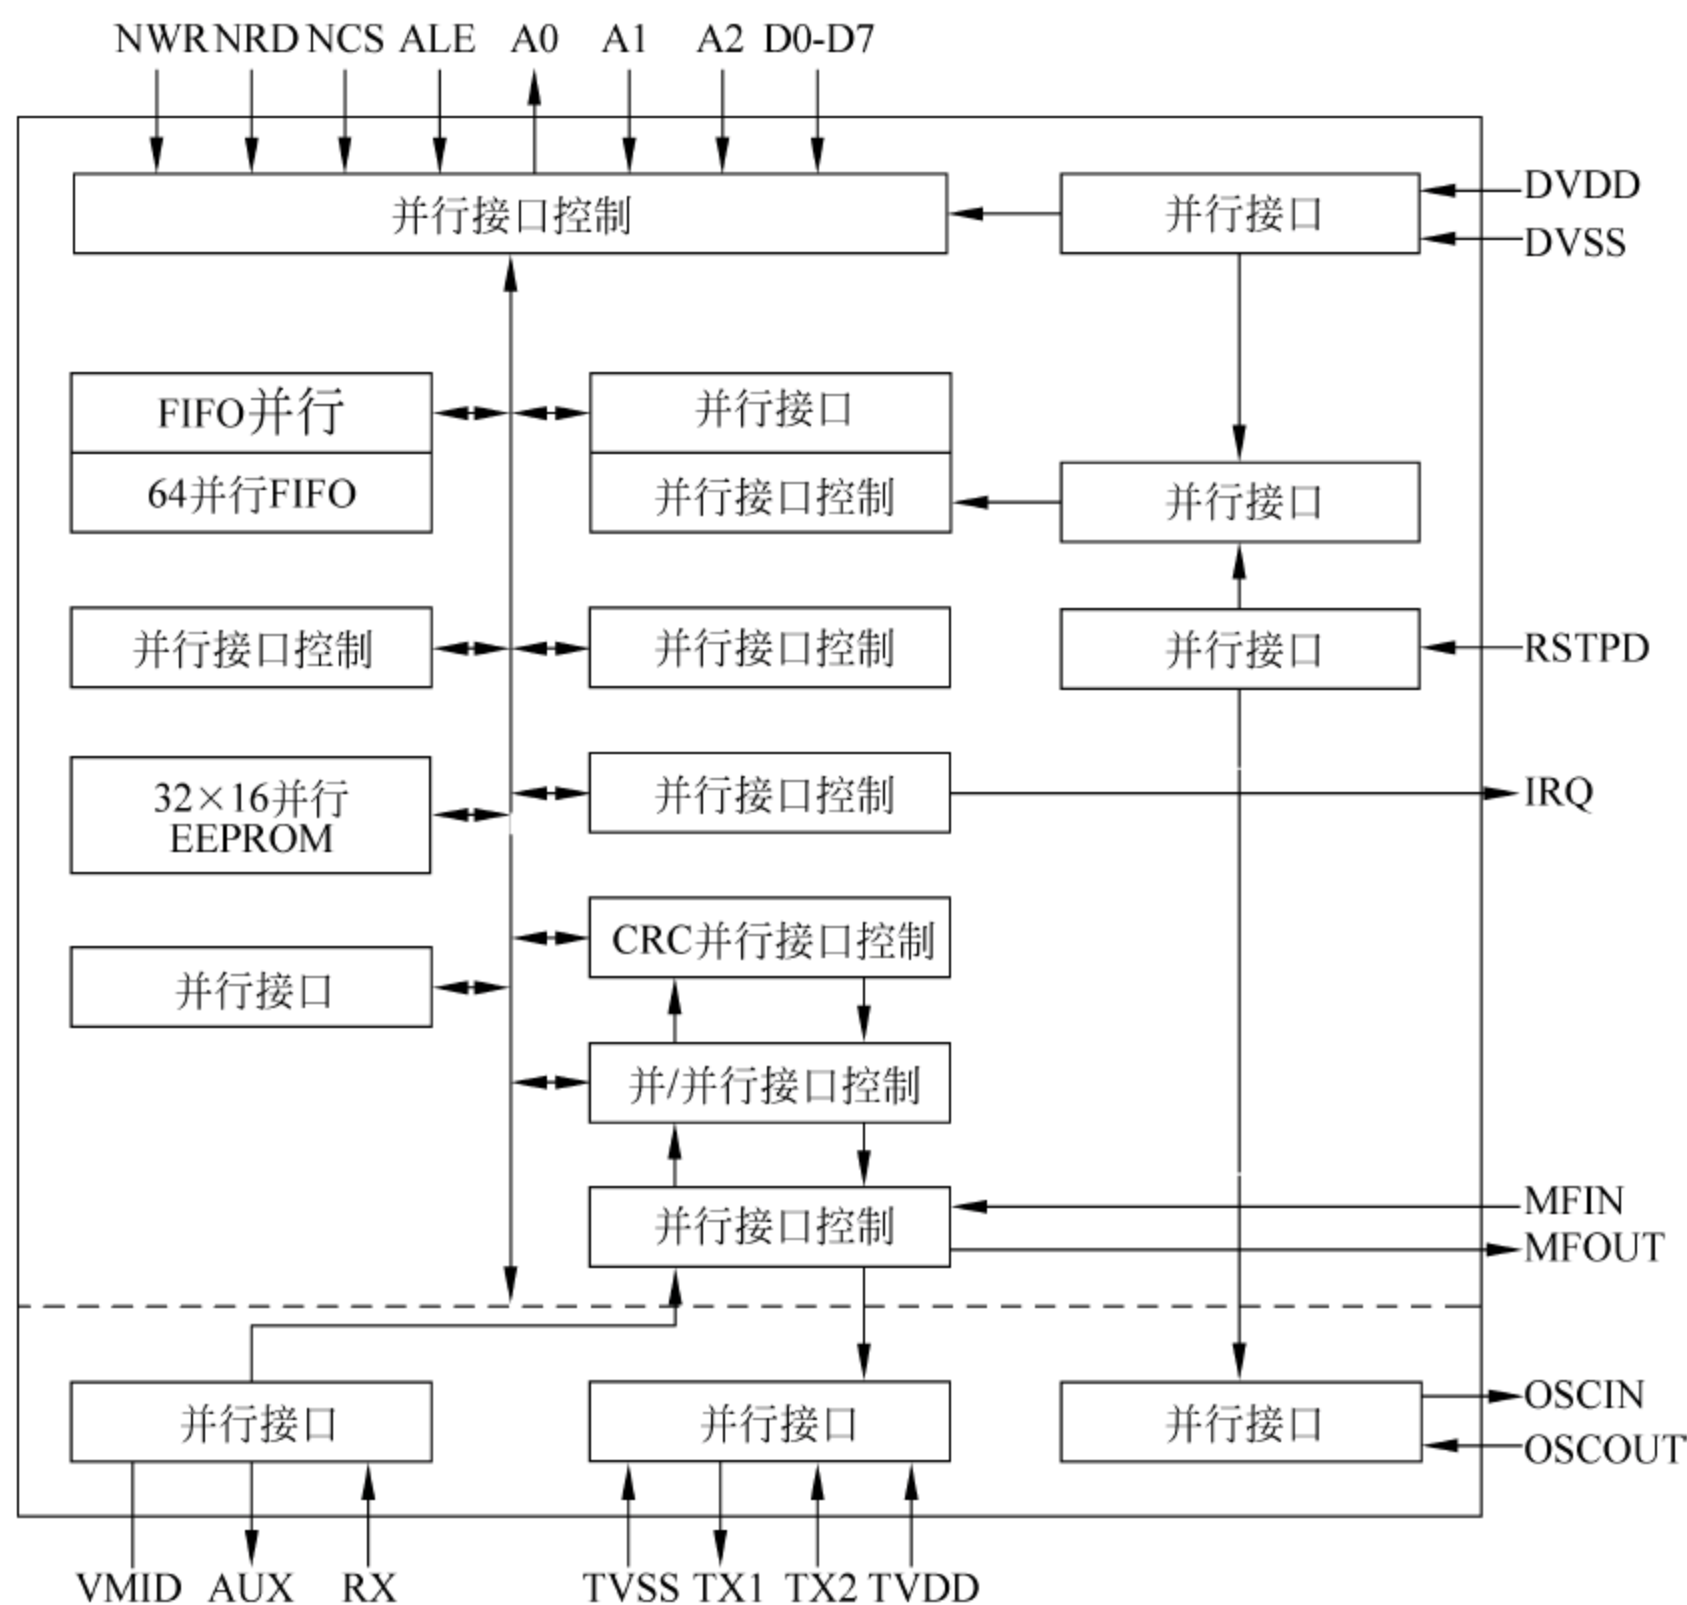 NWR NRD NCS ALE A0 A1 A2 D0-D7
并行接口控制
并行接口
DVDD
DVSS
FIFO并行
64并行FIFO
并行接口
并行接口控制
并行接口
并行接口控制
并行接口控制
并行接口
RSTPD
32×16并行
EEPROM
并行接口控制
IRQ
CRC并行接口控制
并行接口
并/并行接口控制
并行接口控制
MFIN
MFOUT
并行接口
并行接口
并行接口
OSCIN
OSCOUT
VMID AUX RX TVSS TX1 TX2 TVDD